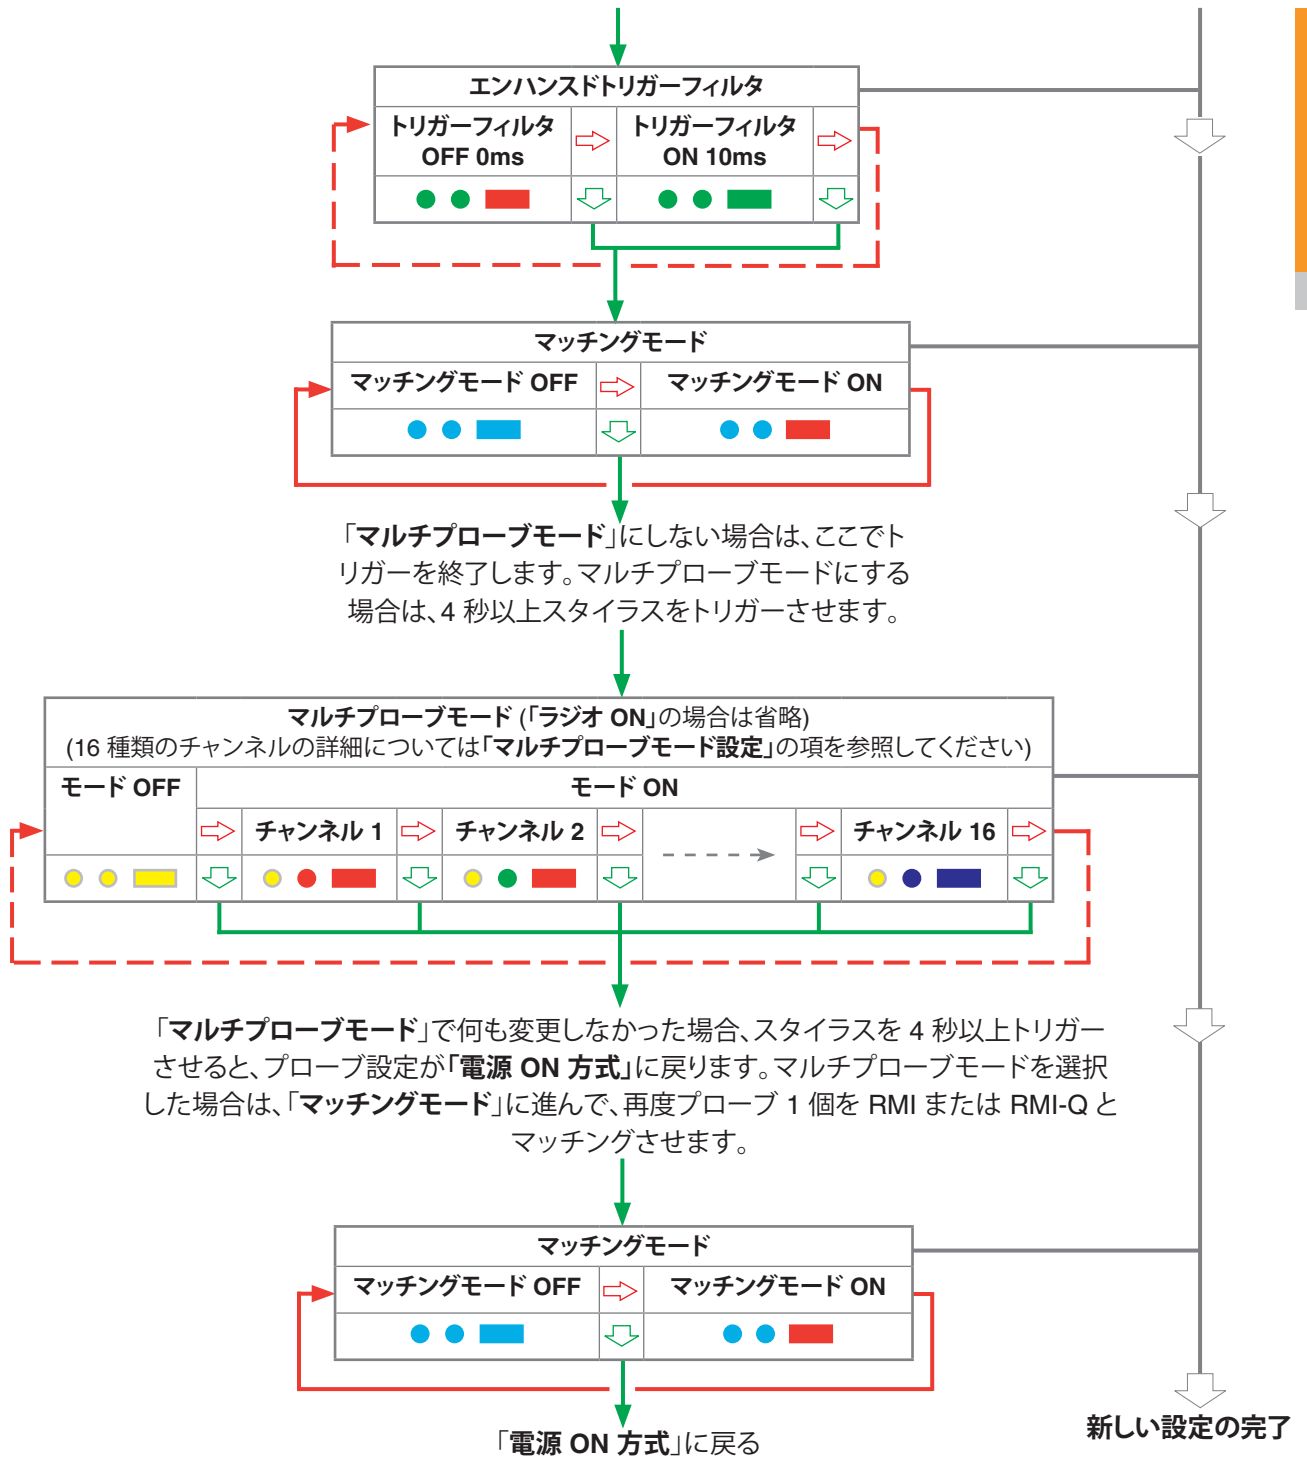 エンハンスドトリガーフィルタ
トリガーフィルタ
OFF 0ms
トリガーフィルタ
ON 10ms
マッチングモード
マッチングモード OFF
マッチングモード ON
「マルチプローブモード」にしない場合は、ここでト
リガーを終了します。マルチプローブモードにする
場合は、4 秒以上スタイラスをトリガーさせます。
マルチプローブモード (「ラジオ ON」の場合は省略)
(16 種類のチャンネルの詳細については「マルチプローブモード設定」の項を参照してください)
モード OFF
モード ON
チャンネル 1
チャンネル 2
チャンネル 16
「マルチプローブモード」で何も変更しなかった場合、スタイラスを 4 秒以上トリガー
させると、プローブ設定が「電源 ON 方式」に戻ります。マルチプローブモードを選択
した場合は、「マッチングモード」に進んで、再度プローブ 1 個を RMI または RMI-Q と
マッチングさせます。
マッチングモード
マッチングモード OFF
マッチングモード ON
「電源 ON 方式」に戻る
新しい設定の完了